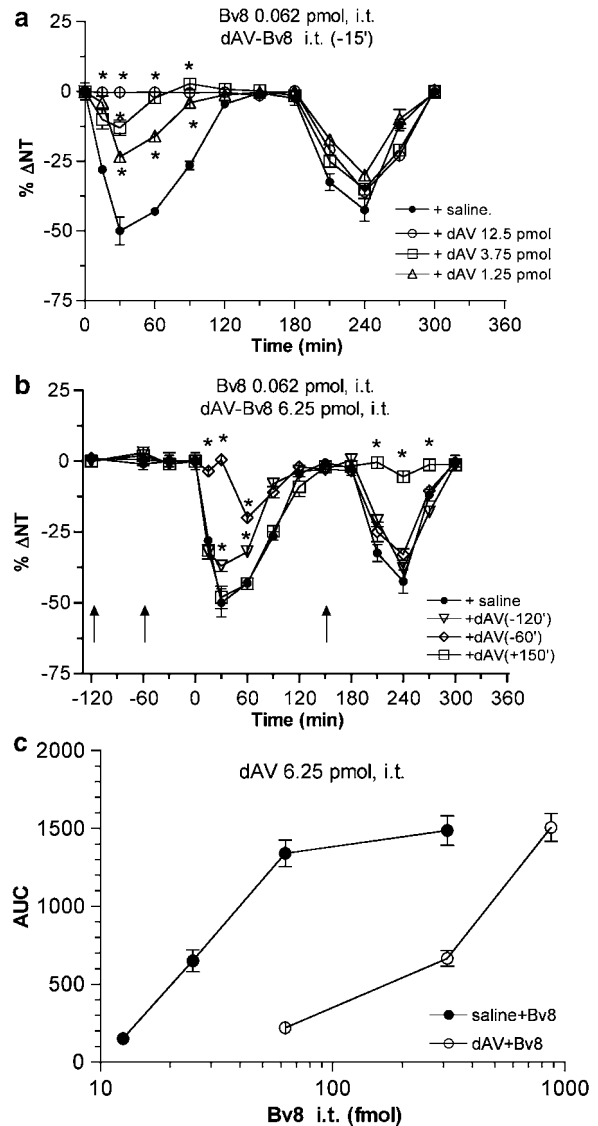 a
Bv8 0.062 pmol, i.t.
dAV-Bv8 i.t. (-15')
25
0
-25
-50
-75
% ΔNT
* * * *
* *
* * *
+ saline.
+ dAV 12.5 pmol
+ dAV 3.75 pmol
+ dAV 1.25 pmol
0 60 120 180 240 300 360
Time (min)
b
Bv8 0.062 pmol, i.t.
dAV-Bv8 6.25 pmol, i.t.
25
0
-25
-50
-75
% ΔNT
* * * * *
* *
+ saline
+dAV(-120')
+dAV(-60')
+dAV(+150')
-120 -60 0 60 120 180 240 300 360
Time (min)
c
dAV 6.25 pmol, i.t.
2000
1500
1000
500
0
AUC
saline+Bv8
dAV+Bv8
10 100 1000
Bv8 i.t. (fmol)